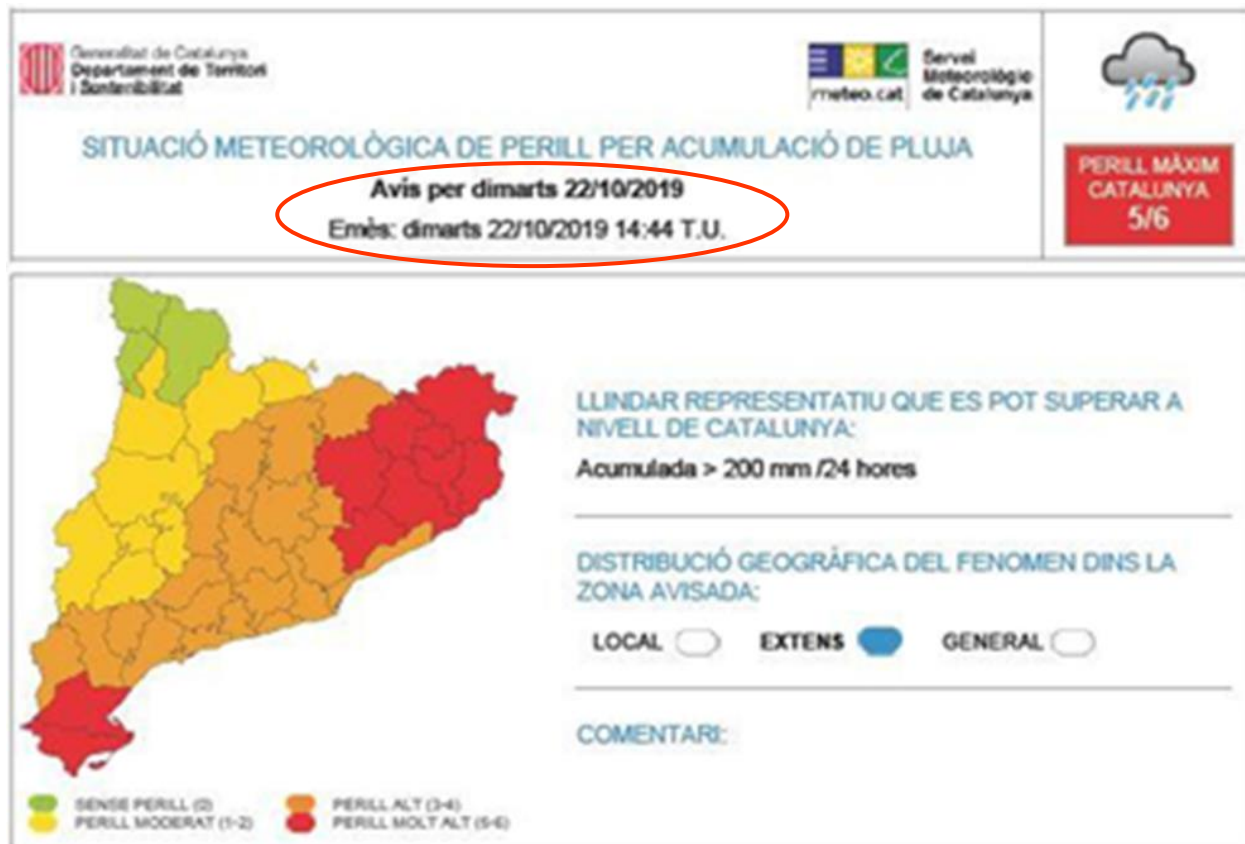 Generalitat de Catalunya
Departament de Territori
i Sostenibilitat
meteo.cat
Servei
Meteorològic
de Catalunya
SITUACIÓ METEOROLÒGICA DE PERILL PER ACUMULACIÓ DE PLUJA
Avís per dimarts 22/10/2019
Emès: dimarts 22/10/2019 14:44 T.U.
PERILL MÀXIM
CATALUNYA
5/6
LLINDAR REPRESENTATIU QUE ES POT SUPERAR A
NIVELL DE CATALUNYA:
Acumulada > 200 mm /24 hores
DISTRIBUCIÓ GEOGRÀFICA DEL FENOMEN DINS LA
ZONA AVISADA:
LOCAL EXTENS GENERAL
COMENTARI:
SENSE PERILL (0)
PERILL MODERAT (1-2)
PERILL ALT (3-4)
PERILL MOLT ALT (5-6)